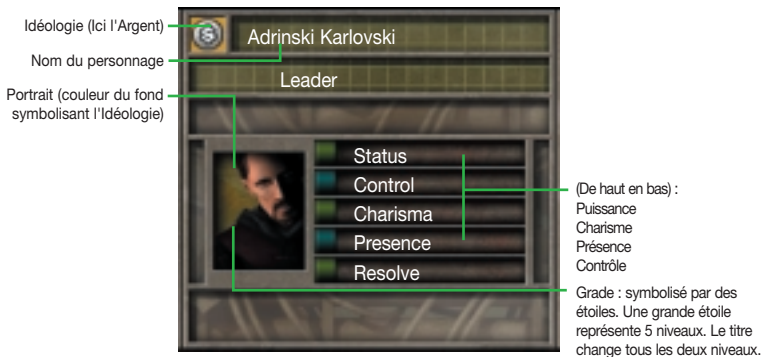 Idéologie (Ici l'Argent)
Nom du personnage
Portrait (couleur du fond
symbolisant l'Idéologie)
Adrinski Karlovski
Leader
Status
Control
Charisma
Presence
Resolve
(De haut en bas) :
Puissance
Charisme
Présence
Contrôle
Grade : symbolisé par des
étoiles. Une grande étoile
représente 5 niveaux. Le titre
change tous les deux niveaux.